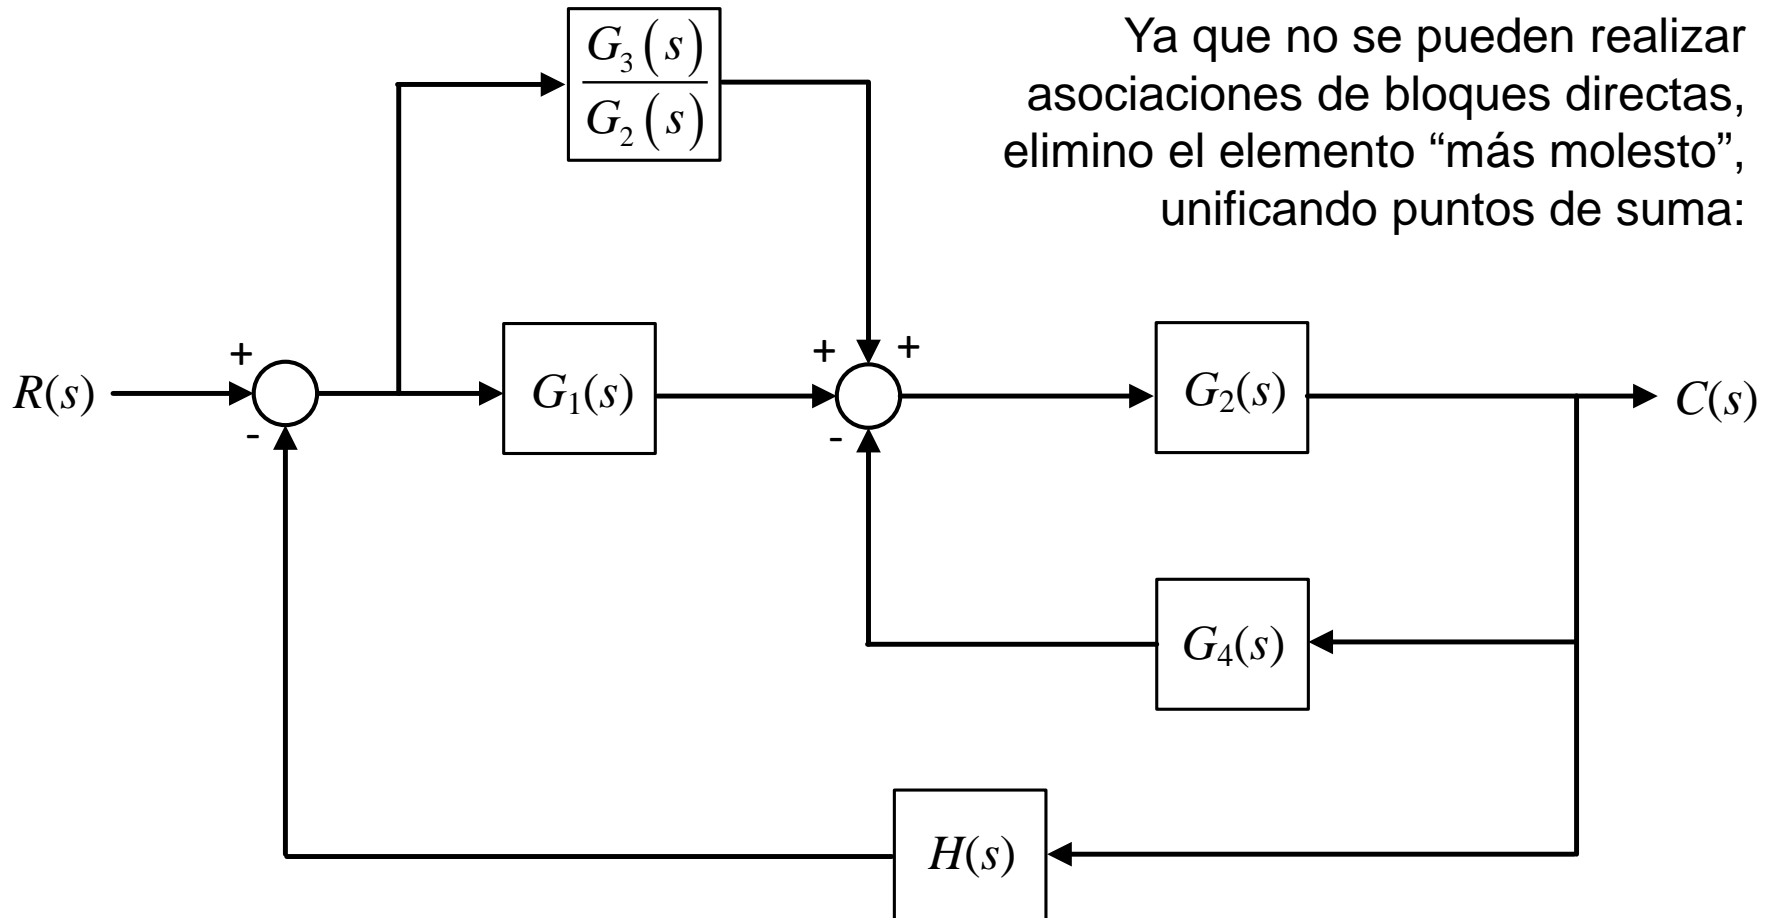 Ya que no se pueden realizar
asociaciones de bloques directas,
elimino el elemento “más molesto”,
unificando puntos de suma:
G₃(s)
G₂(s)
+ + +
R(s) G₁(s) G₂(s) C(s)
- -
G₄(s)
H(s)